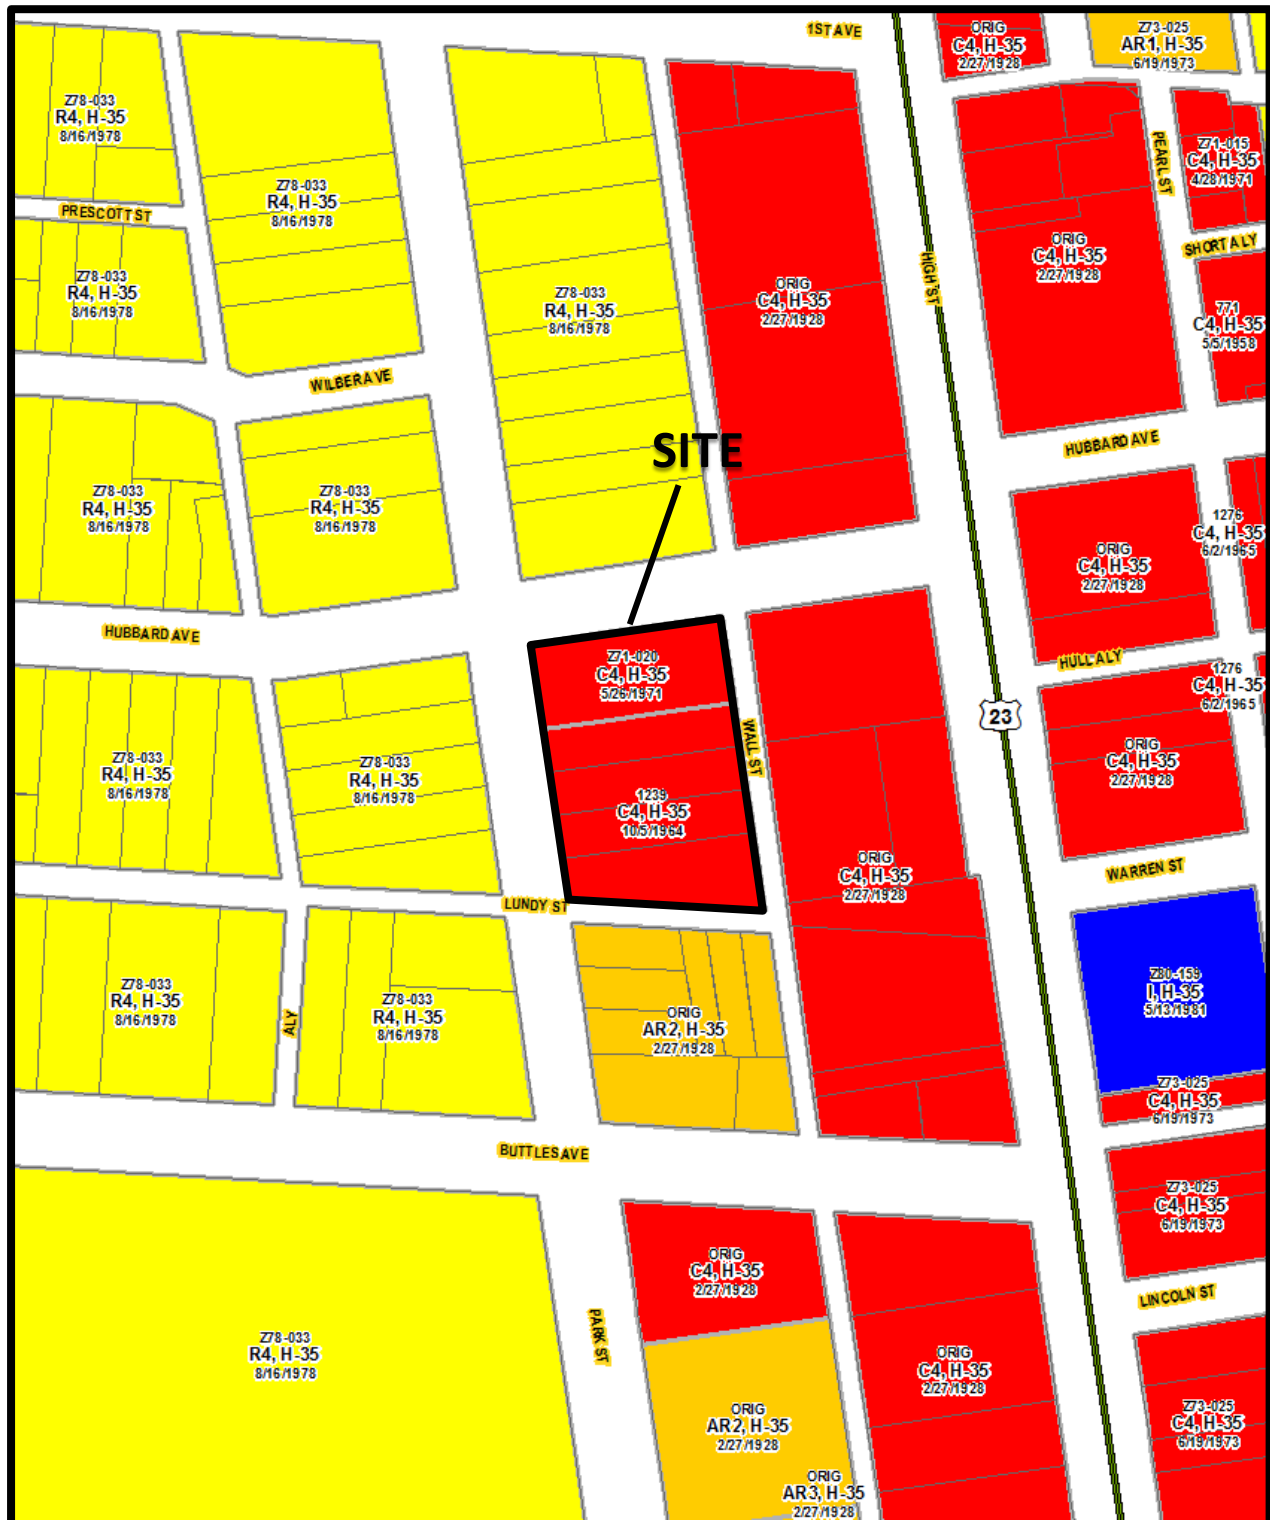 1ST AVE
ORIG
C4, H-35
2/27/1928
Z73-025
AR1, H-35
6/19/1973
Z78-033
R4, H-35
8/16/1978
PEARL ST
Z71-015
C4, H-35
4/28/1971
Z78-033
R4, H-35
8/16/1978
PRESCOTT ST
SHORT ALY
ORIG
C4, H-35
2/27/1928
HIGH ST
Z78-033
R4, H-35
8/16/1978
Z78-033
R4, H-35
8/16/1978
ORIG
C4, H-35
2/27/1928
771
C4, H-35
5/5/1958
WILBER AVE
SITE
HUBBARD AVE
Z78-033
R4, H-35
8/16/1978
Z78-033
R4, H-35
8/16/1978
1276
C4, H-35
6/2/1965
ORIG
C4, H-35
2/27/1928
HUBBARD AVE
Z71-020
C4, H-35
5/26/1971
HULL ALY
1276
C4, H-35
6/2/1965
23
WALL ST
Z78-033
R4, H-35
8/16/1978
Z78-033
R4, H-35
8/16/1978
ORIG
C4, H-35
2/27/1928
1239
C4, H-35
10/5/1964
ORIG
C4, H-35
2/27/1928
WARREN ST
LUNDY ST
Z78-033
R4, H-35
8/16/1978
ALY
Z78-033
R4, H-35
8/16/1978
ORIG
AR2, H-35
2/27/1928
Z80-159
I, H-35
5/13/1981
Z73-025
C4, H-35
6/19/1973
BUTTLES AVE
Z73-025
C4, H-35
6/19/1973
ORIG
C4, H-35
2/27/1928
LINCOLN ST
PARK ST
Z78-033
R4, H-35
8/16/1978
ORIG
C4, H-35
2/27/1928
ORIG
AR2, H-35
2/27/1928
Z73-025
C4, H-35
6/19/1973
ORIG
AR3, H-35
2/27/1928